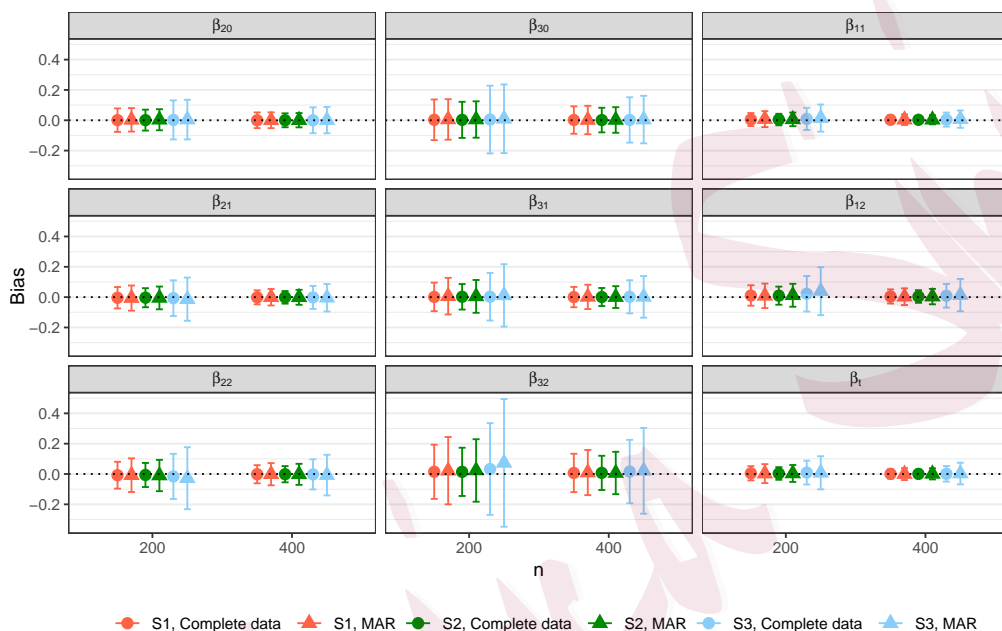 β20 β30 β11
0.4
0.2
0.0
−0.2
β21 β31 β12
0.4
0.2
0.0
−0.2
β22 β32 βt
0.4
0.2
0.0
−0.2
Bias
200 400 200 400 200 400
n
S1, Complete data S1, MAR S2, Complete data S2, MAR S3, Complete data S3, MAR